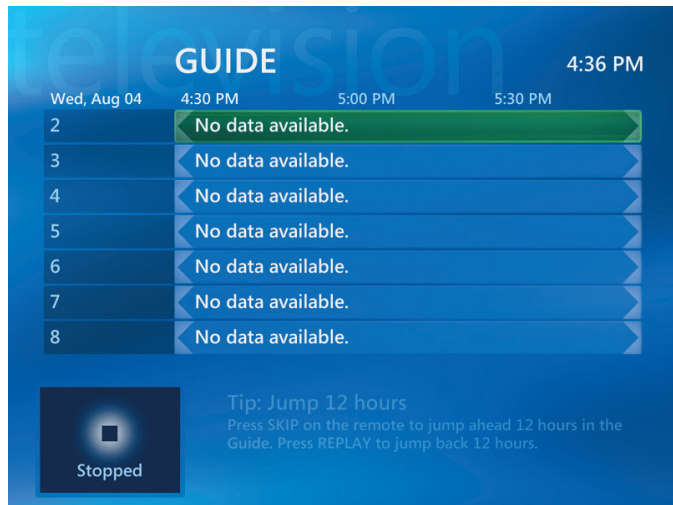 television
GUIDE
4:36 PM
Wed, Aug 04 4:30 PM 5:00 PM 5:30 PM
2 No data available.
3 No data available.
4 No data available.
5 No data available.
6 No data available.
7 No data available.
8 No data available.
Tip: Jump 12 hours
Press SKIP on the remote to jump ahead 12 hours in the
Guide. Press REPLAY to jump back 12 hours.
Stopped